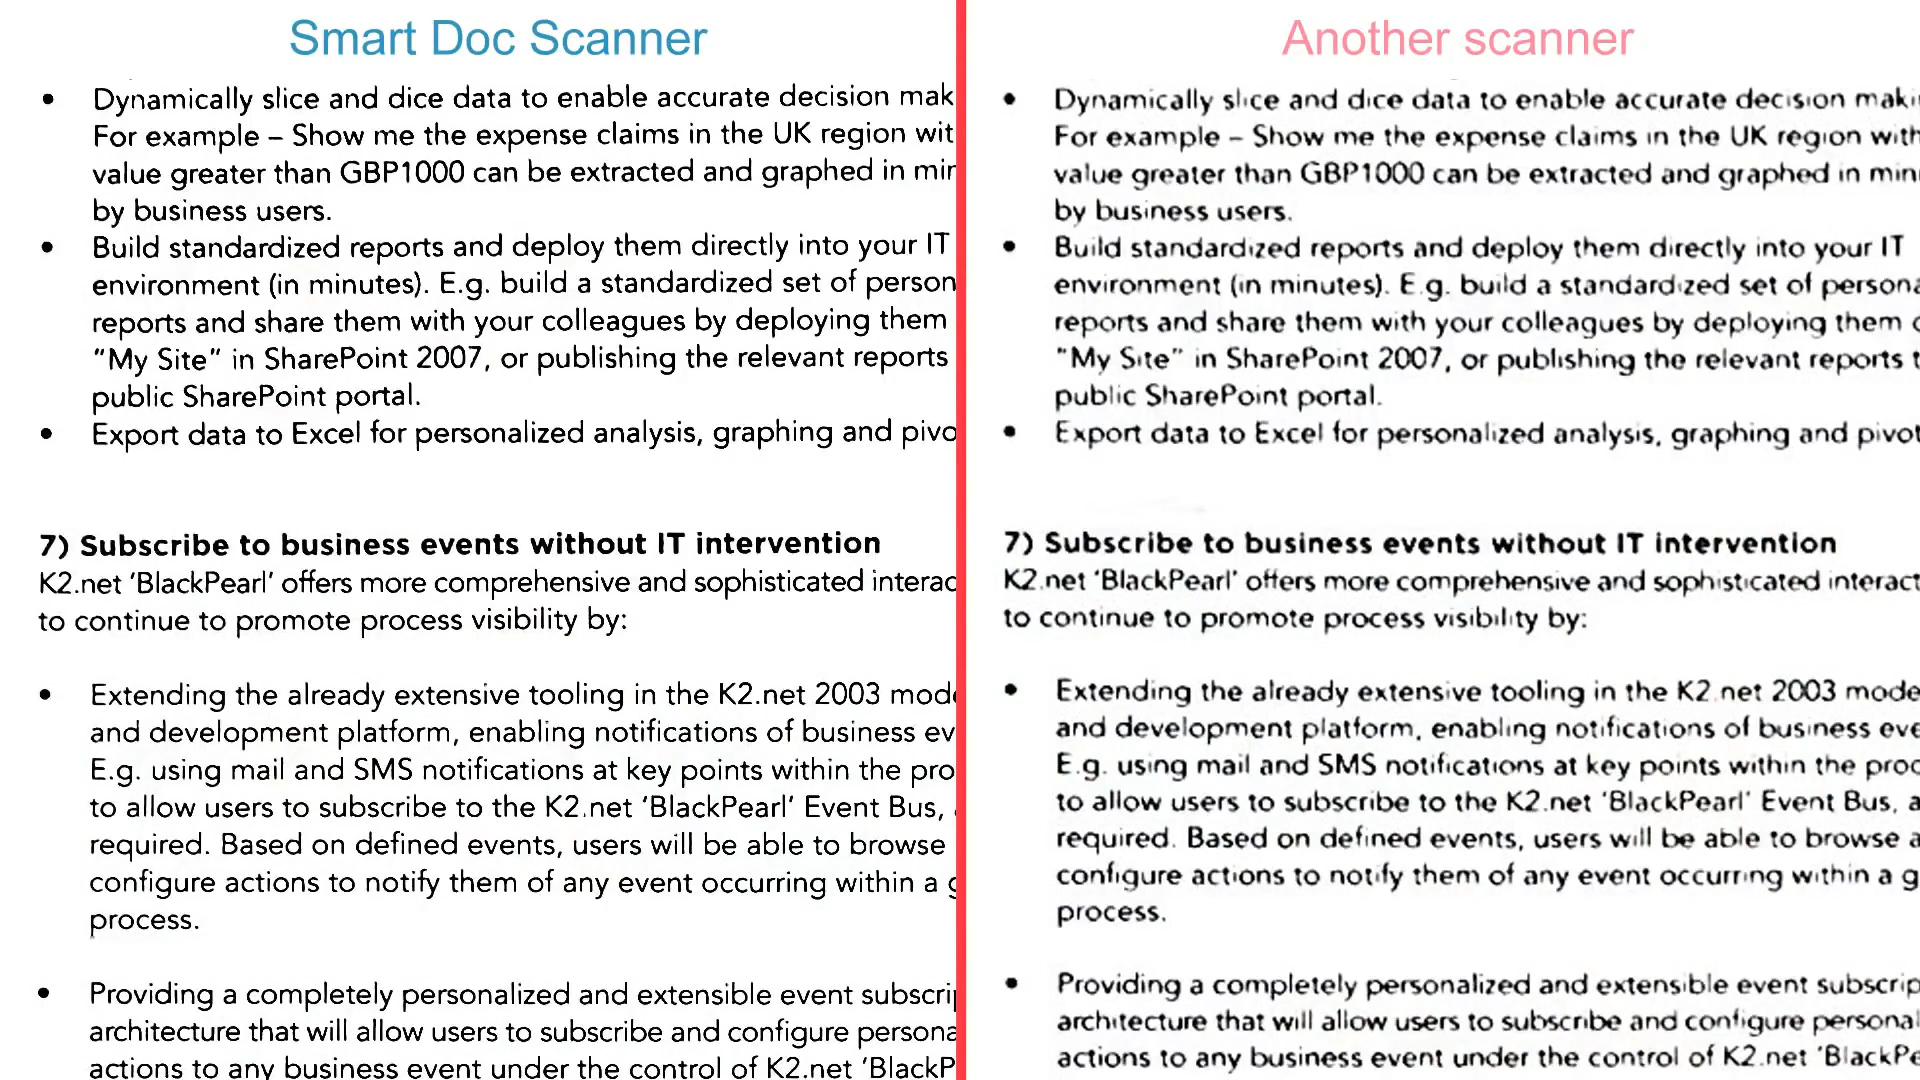 Smart Doc Scanner
• Dynamically slice and dice data to enable accurate decision mak
For example – Show me the expense claims in the UK region wit
value greater than GBP1000 can be extracted and graphed in min
by business users.
• Build standardized reports and deploy them directly into your IT
environment (in minutes). E.g. build a standardized set of person
reports and share them with your colleagues by deploying them
"My Site" in SharePoint 2007, or publishing the relevant reports
public SharePoint portal.
• Export data to Excel for personalized analysis, graphing and pivo
7) Subscribe to business events without IT intervention
K2.net 'BlackPearl' offers more comprehensive and sophisticated interac
to continue to promote process visibility by:
• Extending the already extensive tooling in the K2.net 2003 mode
and development platform, enabling notifications of business ev
E.g. using mail and SMS notifications at key points within the pro
to allow users to subscribe to the K2.net 'BlackPearl' Event Bus,
required. Based on defined events, users will be able to browse
configure actions to notify them of any event occurring within a g
process.
• Providing a completely personalized and extensible event subscrip
architecture that will allow users to subscribe and configure persona
actions to any business event under the control of K2.net 'BlackP
Another scanner
• Dynamically slice and dice data to enable accurate decision maki
For example – Show me the expense claims in the UK region with
value greater than GBP1000 can be extracted and graphed in min
by business users.
• Build standardized reports and deploy them directly into your IT
environment (in minutes). E.g. build a standardized set of persona
reports and share them with your colleagues by deploying them o
"My Site" in SharePoint 2007, or publishing the relevant reports t
public SharePoint portal.
• Export data to Excel for personalized analysis, graphing and pivot
7) Subscribe to business events without IT intervention
K2.net 'BlackPearl' offers more comprehensive and sophisticated interact
to continue to promote process visibility by:
• Extending the already extensive tooling in the K2.net 2003 mode
and development platform, enabling notifications of business eve
E.g. using mail and SMS notifications at key points within the proc
to allow users to subscribe to the K2.net 'BlackPearl' Event Bus, a
required. Based on defined events, users will be able to browse a
configure actions to notify them of any event occurring within a g
process.
• Providing a completely personalized and extensible event subscrip
architecture that will allow users to subscribe and configure personal
actions to any business event under the control of K2.net 'BlackPe